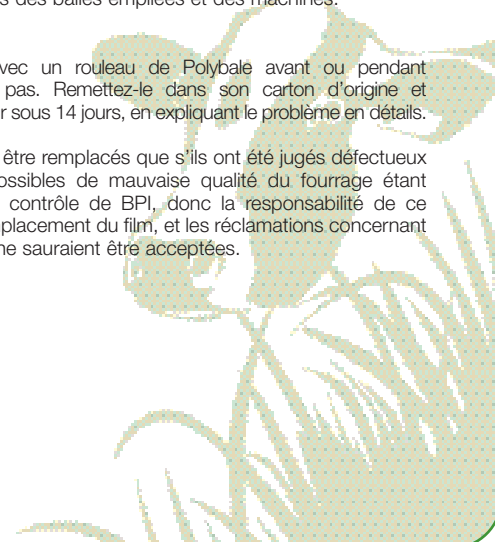 s des balles empilées et des machines.
vec un rouleau de Polybale avant ou pendant
pas. Remettez-le dans son carton d'origine et
r sous 14 jours, en expliquant le problème en détails.
être remplacés que s'ils ont été jugés défectueux
ossibles de mauvaise qualité du fourrage étant
contrôle de BPI, donc la responsabilité de ce
placement du film, et les réclamations concernant
ne sauraient être acceptées.